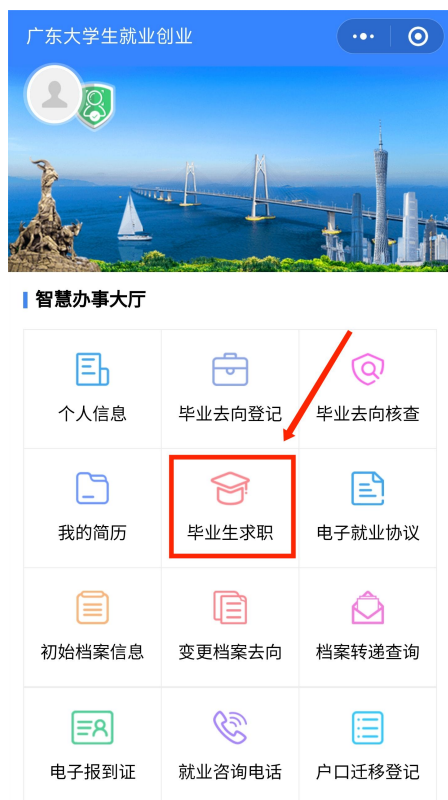 广东大学生就业创业
智慧办事大厅
个人信息
毕业去向登记
毕业去向核查
我的简历
毕业生求职
电子就业协议
初始档案信息
变更档案去向
档案转递查询
电子报到证
就业咨询电话
户口迁移登记